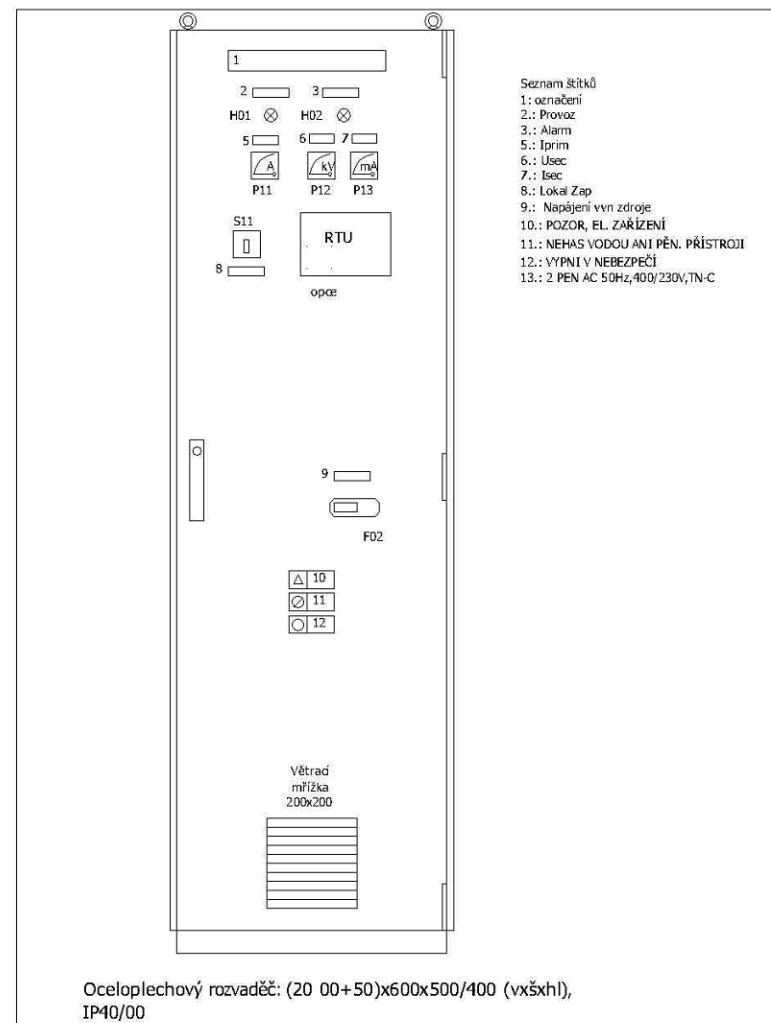 1
2
3
H01
H02
5
6
7
A
kV
mA
P11
P12
P13
S11
RTU
8
opce
9
F02
10
11
12
Větrací
mřížka
200x200
Seznam štítků
1: označení
2.: Provoz
3.: Alarm
5.: Iprim
6.: Usec
7.: Isec
8.: Lokal Zap
9.: Napájení vvn zdroje
10.: POZOR, EL. ZAŘÍZENÍ
11.: NEHAS VODOU ANI PĚN. PŘÍSTROJI
12.: VYPNI V NEBEZPEČÍ
13.: 2 PEN AC 50Hz,400/230V,TN-C
Oceloplechový rozvaděč: (20 00+50)x600x500/400 (vxšxhl),
IP40/00